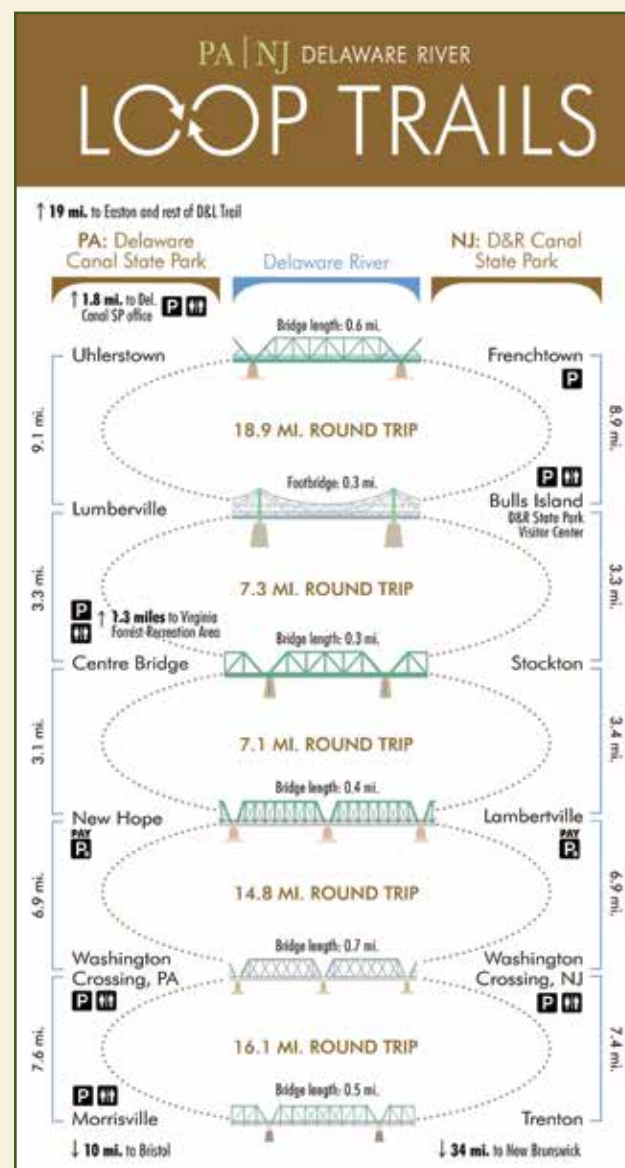 PA | NJ DELAWARE RIVER
LOOP TRAILS
↑ 19 mi. to Easton and rest of D&L Trail
PA: Delaware
Canal State Park
Delaware River
NJ: D&R Canal
State Park
↑ 1.8 mi. to Del.
Canal SP office
P
Bridge length: 0.6 mi.
Uhlerstown
Frenchtown
P
9.1 mi.
18.9 MI. ROUND TRIP
8.9 mi.
Footbridge: 0.3 mi.
P
Lumberville
Bulls Island
D&R State Park
Visitor Center
3.3 mi.
7.3 MI. ROUND TRIP
3.3 mi.
P
↑ 1.3 miles to Virginia
Forrest Recreation Area
Bridge length: 0.3 mi.
Centre Bridge
Stockton
3.1 mi.
7.1 MI. ROUND TRIP
3.4 mi.
Bridge length: 0.4 mi.
New Hope
PAY
P$
Lambertville
PAY
P$
6.9 mi.
14.8 MI. ROUND TRIP
6.9 mi.
Bridge length: 0.7 mi.
Washington
Crossing, PA
P
Washington
Crossing, NJ
P
7.6 mi.
16.1 MI. ROUND TRIP
7.4 mi.
P
Bridge length: 0.5 mi.
Morrisville
Trenton
↓ 10 mi. to Bristol
↓ 34 mi. to New Brunswick